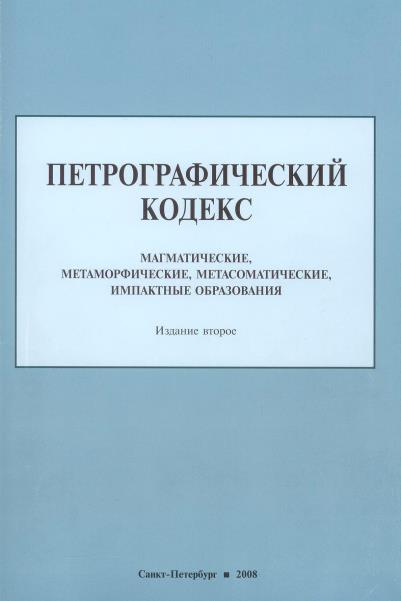 ПЕТРОГРАФИЧЕСКИЙ
КОДЕКС
МАГМАТИЧЕСКИЕ,
МЕТАМОРФИЧЕСКИЕ, МЕТАСОМАТИЧЕСКИЕ,
ИМПАКТНЫЕ ОБРАЗОВАНИЯ
Издание второе
Санкт-Петербург ■ 2008